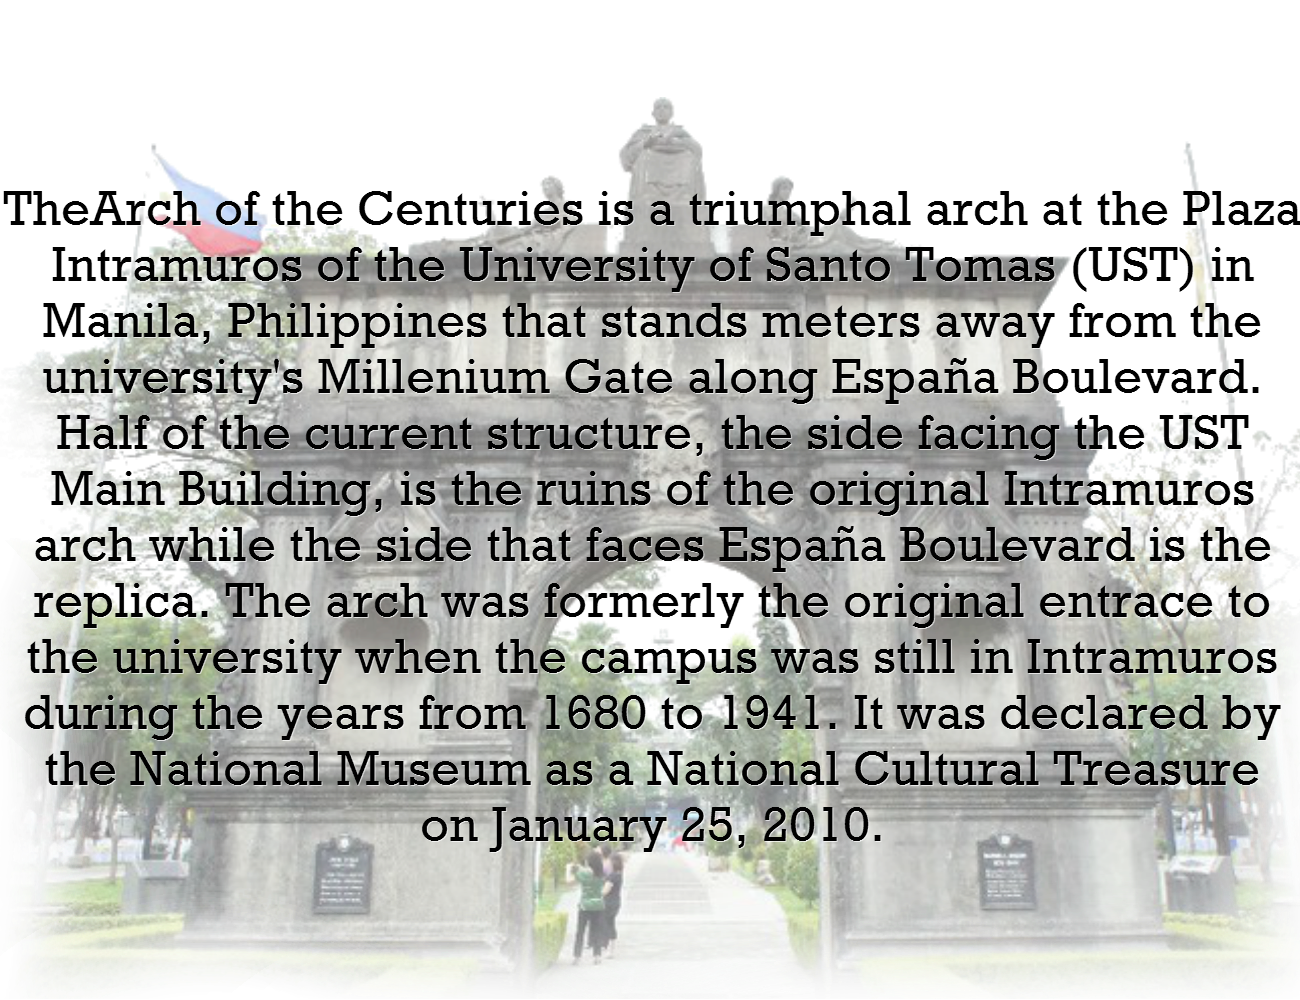 TheArch of the Centuries is a triumphal arch at the Plaza
Intramuros of the University of Santo Tomas (UST) in
Manila, Philippines that stands meters away from the
university's Millenium Gate along España Boulevard.
Half of the current structure, the side facing the UST
Main Building, is the ruins of the original Intramuros
arch while the side that faces España Boulevard is the
replica. The arch was formerly the original entrace to
the university when the campus was still in Intramuros
during the years from 1680 to 1941. It was declared by
the National Museum as a National Cultural Treasure
on January 25, 2010.